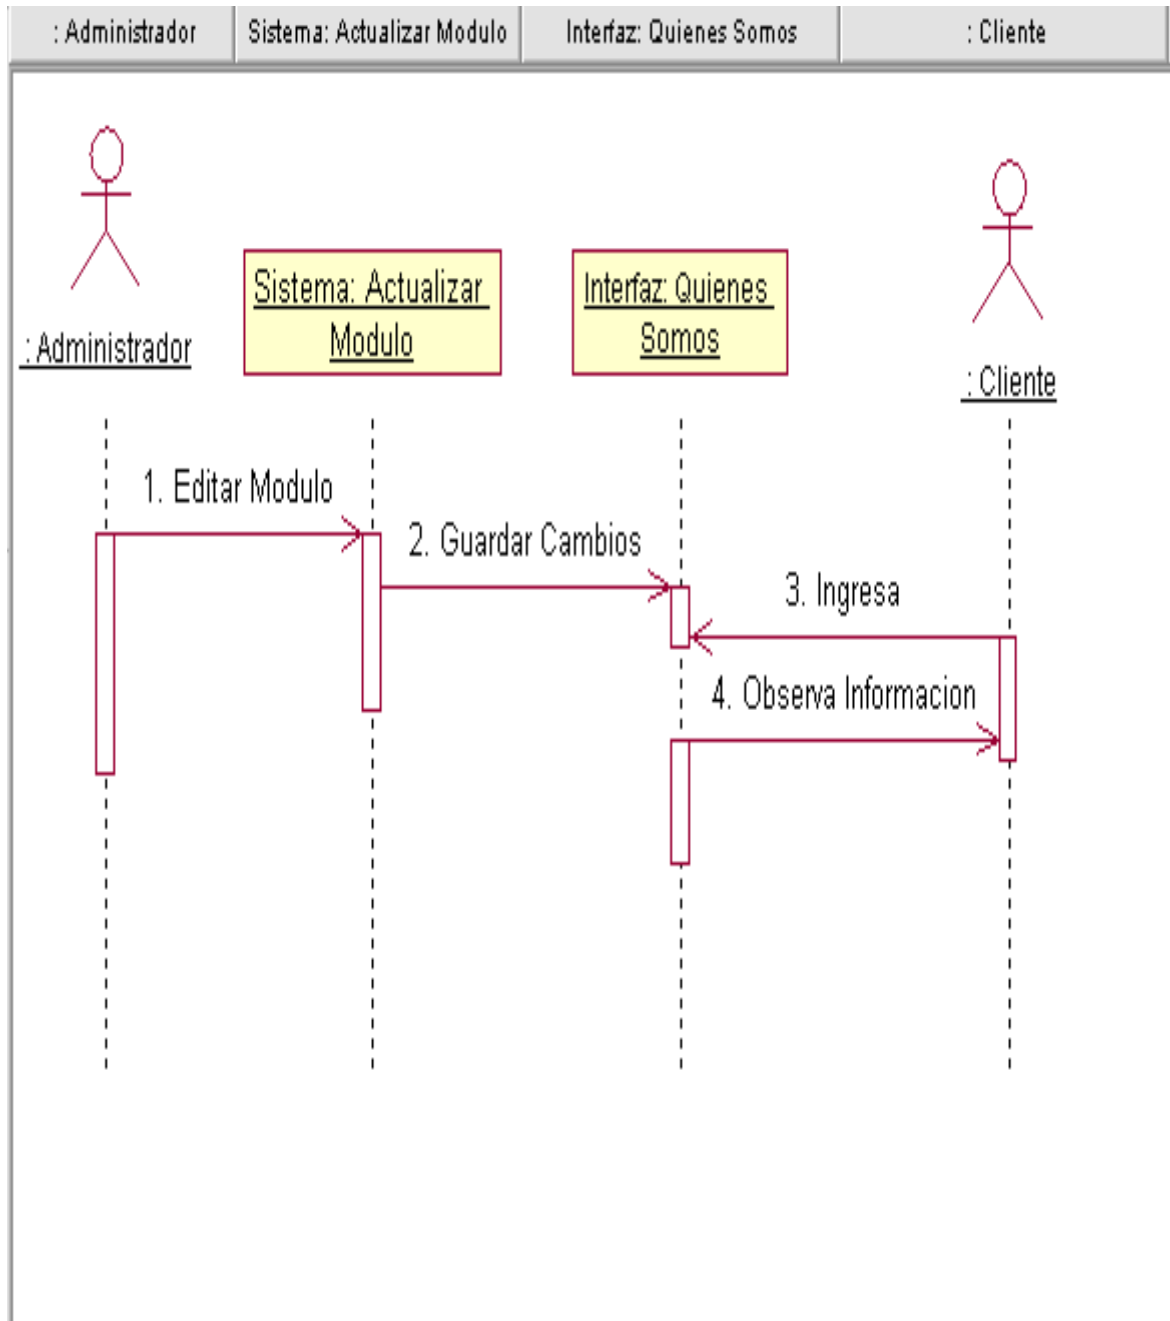 : Administrador
Sistema: Actualizar Modulo
Interfaz: Quienes Somos
: Cliente
: Administrador
Sistema: Actualizar
Modulo
Interfaz: Quienes
Somos
: Cliente
1. Editar Modulo
2. Guardar Cambios
3. Ingresa
4. Observa Informacion